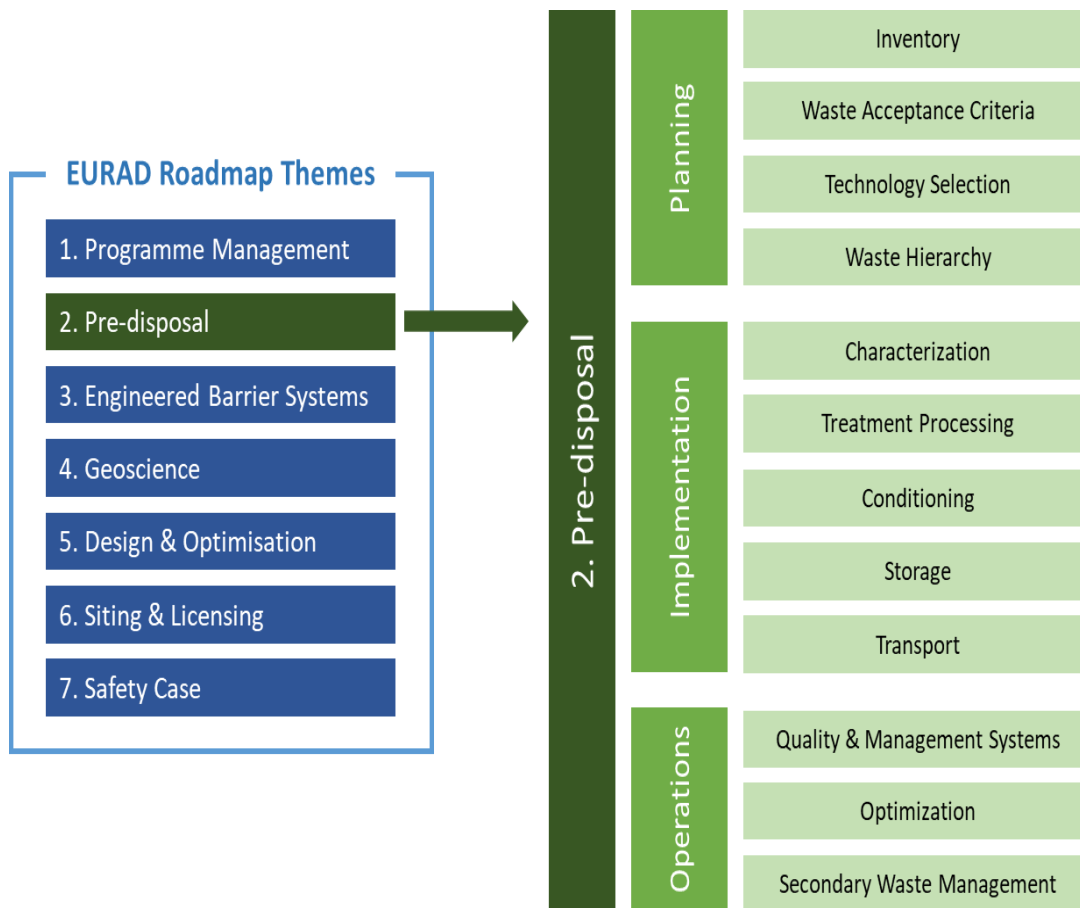 EURAD Roadmap Themes
1. Programme Management
2. Pre-disposal
3. Engineered Barrier Systems
4. Geoscience
5. Design & Optimisation
6. Siting & Licensing
7. Safety Case
2. Pre-disposal
Planning
Inventory
Waste Acceptance Criteria
Technology Selection
Waste Hierarchy
Implementation
Characterization
Treatment Processing
Conditioning
Storage
Transport
Operations
Quality & Management Systems
Optimization
Secondary Waste Management